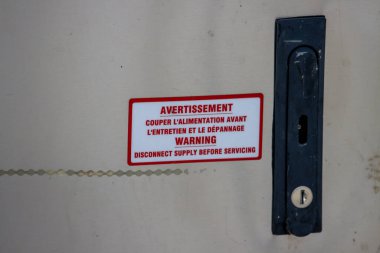 AVERTISSEMENT
COUPER L'ALIMENTATION AVANT
L'ENTRETIEN ET LE DÉPANNAGE
WARNING
DISCONNECT SUPPLY BEFORE SERVICING